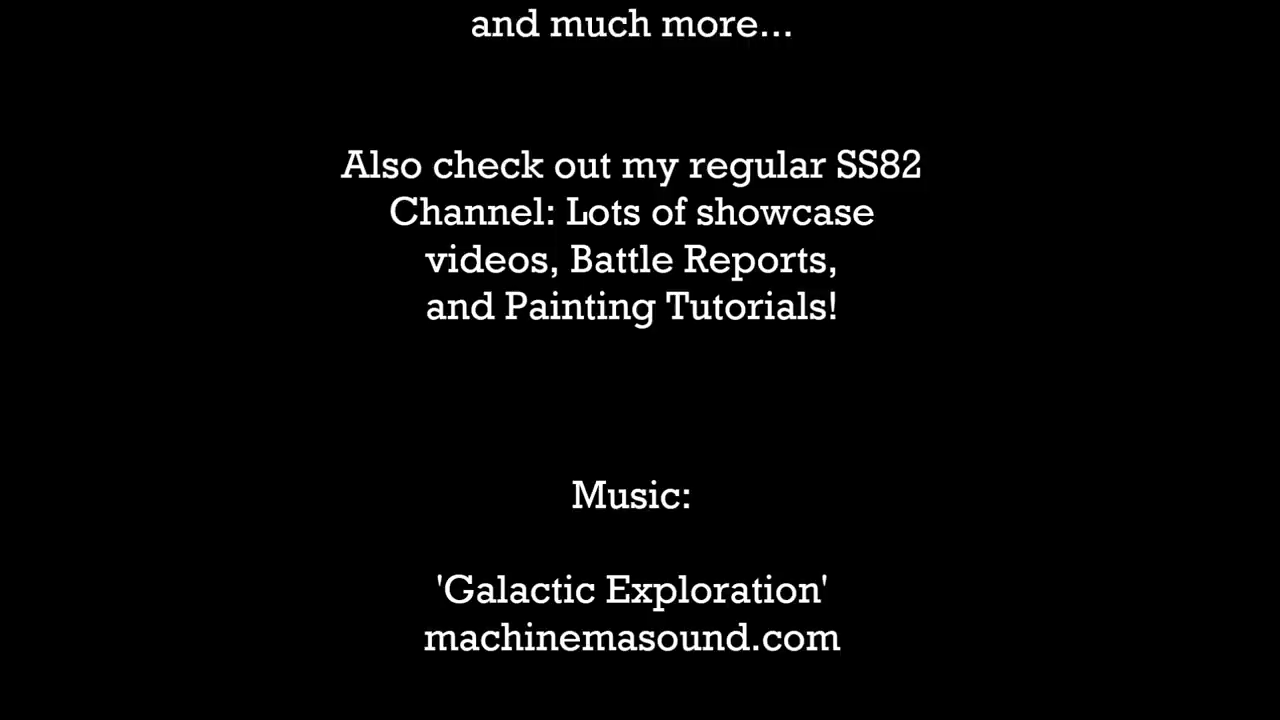 and much more...
Also check out my regular SS82
Channel: Lots of showcase
videos, Battle Reports,
and Painting Tutorials!
Music:
'Galactic Exploration'
machinemasound.com